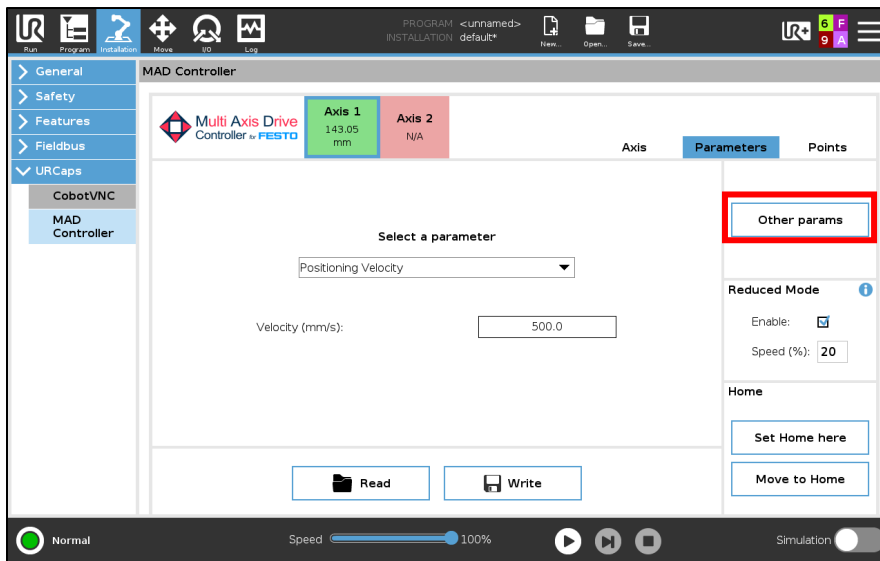 PROGRAM <unnamed>
INSTALLATION default*
Run Program Installation Move I/O Log New... Open... Save...
UR+
6 F
9 A
General
Safety
Features
Fieldbus
URCaps
CobotVNC
MAD
Controller
MAD Controller
Multi Axis Drive
Controller for FESTO
Axis 1
143.05
mm
Axis 2
N/A
Axis Parameters Points
Select a parameter
Positioning Velocity
Velocity (mm/s): 500.0
Read Write
Other params
Reduced Mode
Enable:
Speed (%): 20
Home
Set Home here
Move to Home
Normal Speed 100% Simulation